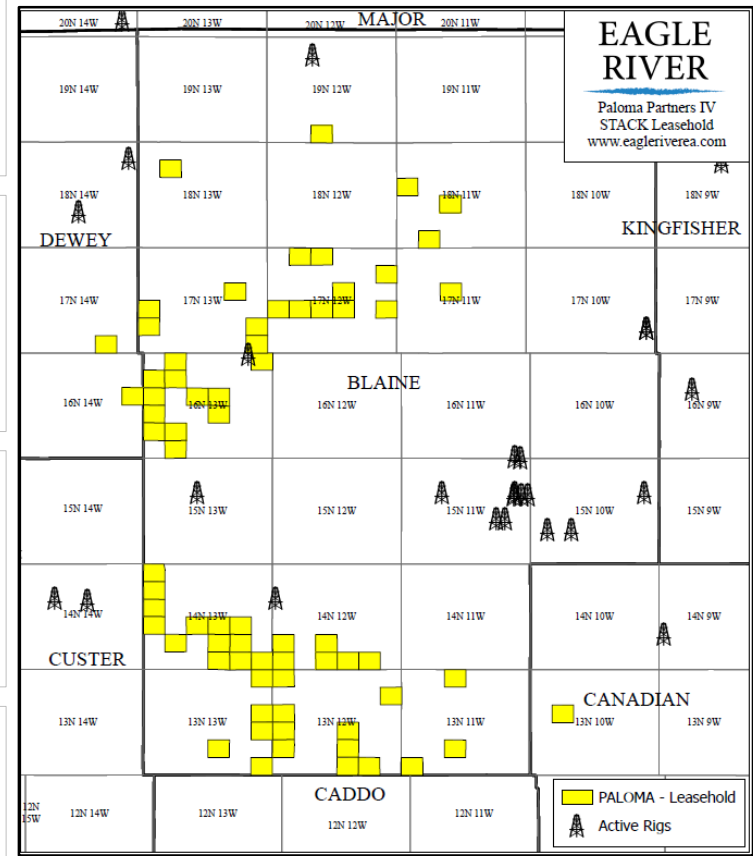 20N 14W
20N 13W
20N 12W
MAJOR
20N 11W
EAGLE
RIVER
Paloma Partners IV
STACK Leasehold
www.eagleriverea.com
19N 14W
19N 13W
19N 12W
19N 11W
18N 14W
18N 13W
18N 12W
18N 11W
18N 10W
18N 9W
DEWEY
KINGFISHER
17N 14W
17N 13W
17N 12W
17N 11W
17N 10W
17N 9W
BLAINE
16N 14W
16N 13W
16N 12W
16N 11W
16N 10W
16N 9W
15N 14W
15N 13W
15N 12W
15N 11W
15N 10W
15N 9W
14N 14W
14N 13W
14N 12W
14N 11W
14N 10W
14N 9W
CUSTER
CANADIAN
13N 14W
13N 13W
13N 12W
13N 11W
13N 10W
13N 9W
CADDO
12N
15W
12N 14W
12N 13W
12N 12W
12N 11W
PALOMA - Leasehold
Active Rigs